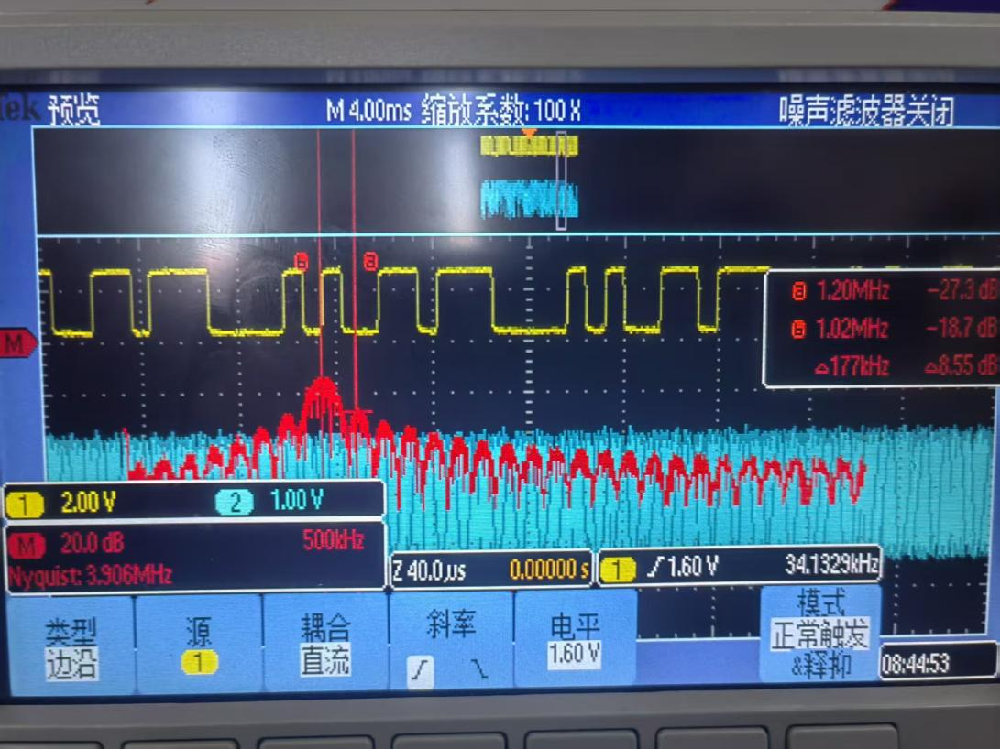 Tek 预览 M 4.00ms 缩放系数: 100 X 噪声滤波器关闭
b a
a 1.20MHz -27.3 dB
b 1.02MHz -18.7 dB
△177kHz △8.55 dB
M
1 2.00 V 2 1.00 V
M 20.0 dB 500kHz
Nyquist: 3.906MHz
Z 40.0µs 0.00000 s
1 1.60 V 34.1329kHz
类型
边沿
源
1
耦合
直流
斜率
电平
1.60 V
模式
正常触发
&释抑
08:44:53